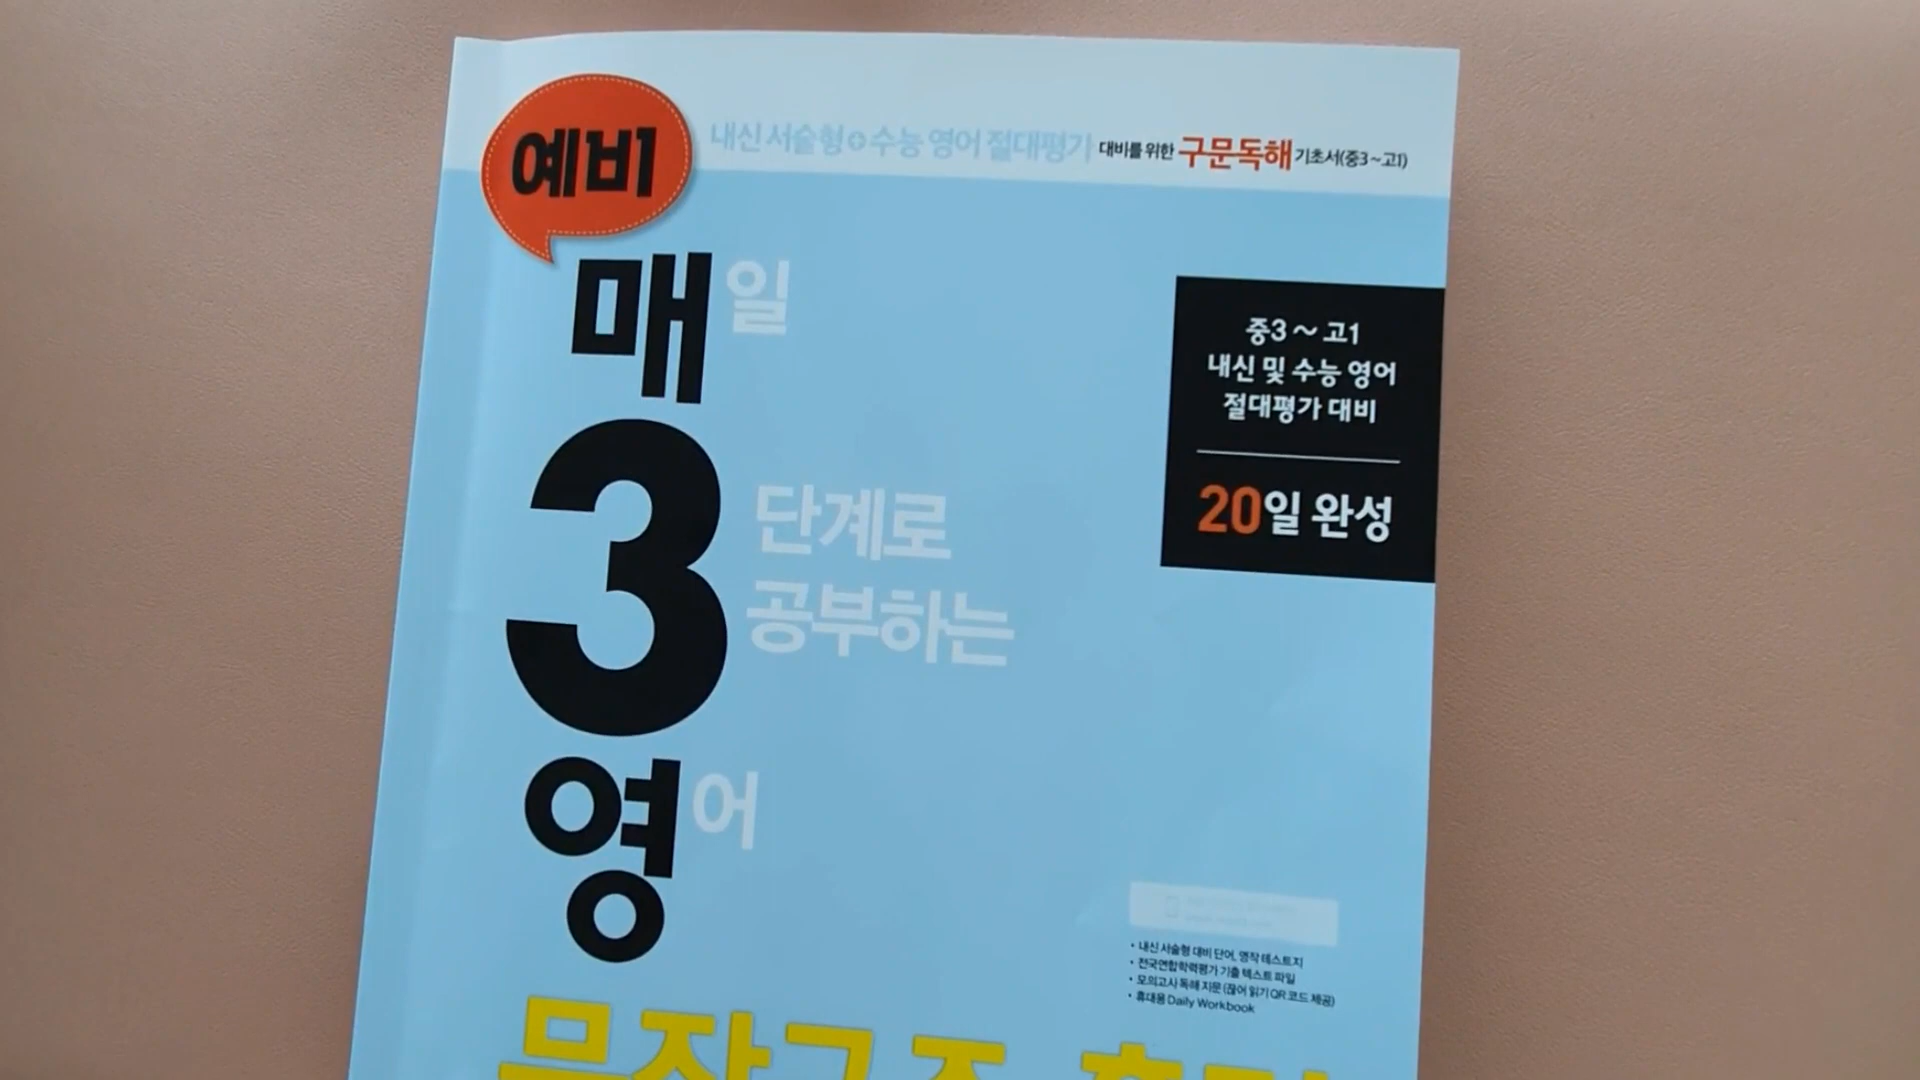 예비
내신 서술형+수능 영어 절대평가 대비를 위한 구문독해 기초서(중3~고1)
매일
3단계로
공부하는
영어
중3 ~ 고1
내신 및 수능 영어
절대평가 대비
20일 완성
• 내신 서술형 대비 단어, 영작 테스트지
• 전국연합학력평가 기출 텍스트 파일
• 모의고사 독해 지문 (끊어 읽기 QR 코드 제공)
• 휴대용 Daily Workbook